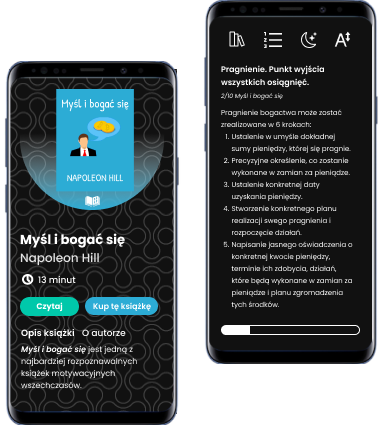 Myśl i bogać się
NAPOLEON HILL
Myśl i bogać się
Napoleon Hill
13 minut
Czytaj
Kup tę książkę
Opis książki O autorze
Myśl i bogać się jest jedną z
najbardziej rozpoznawalnych
książek motywacyjnych
wszechczasów.
1
2
3
A
Pragnienie. Punkt wyjścia
wszystkich osiągnięć.
2/10 Myśl i bogać się
Pragnienie bogactwa może zostać
zrealizowane w 6 krokach:
1. Ustalenie w umyśle dokładnej
sumy pieniędzy, której się pragnie.
2. Precyzyjne określenie, co zostanie
wykonane w zamian za pieniądze.
3. Ustalenie konkretnej daty
uzyskania pieniędzy.
4. Stworzenie konkretnego planu
realizacji swego pragnienia i
rozpoczęcie działań.
5. Napisanie jasnego oświadczenia o
konkretnej kwocie pieniędzy,
terminie ich zdobycia, działań,
które będą wykonane w zamian za
pieniądze i planu zgromadzenia
tych środków.